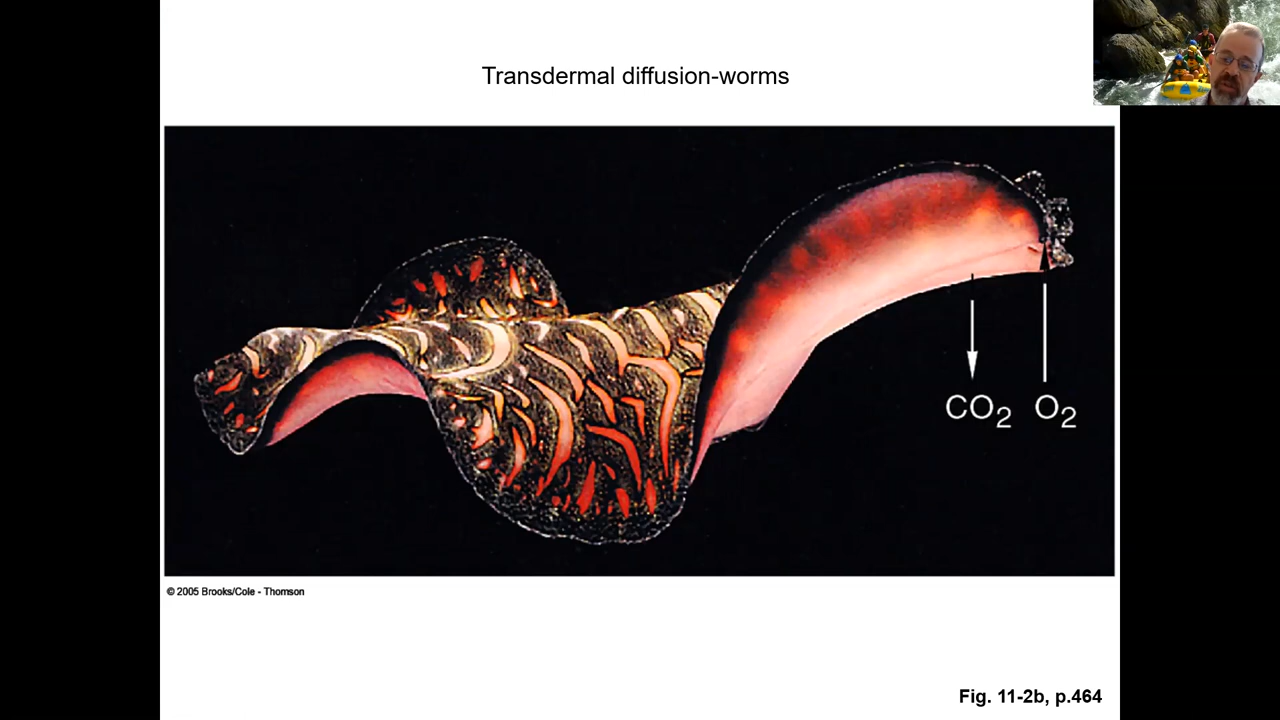 Transdermal diffusion-worms
CO2 O2
© 2005 Brooks/Cole - Thomson
Fig. 11-2b, p.464